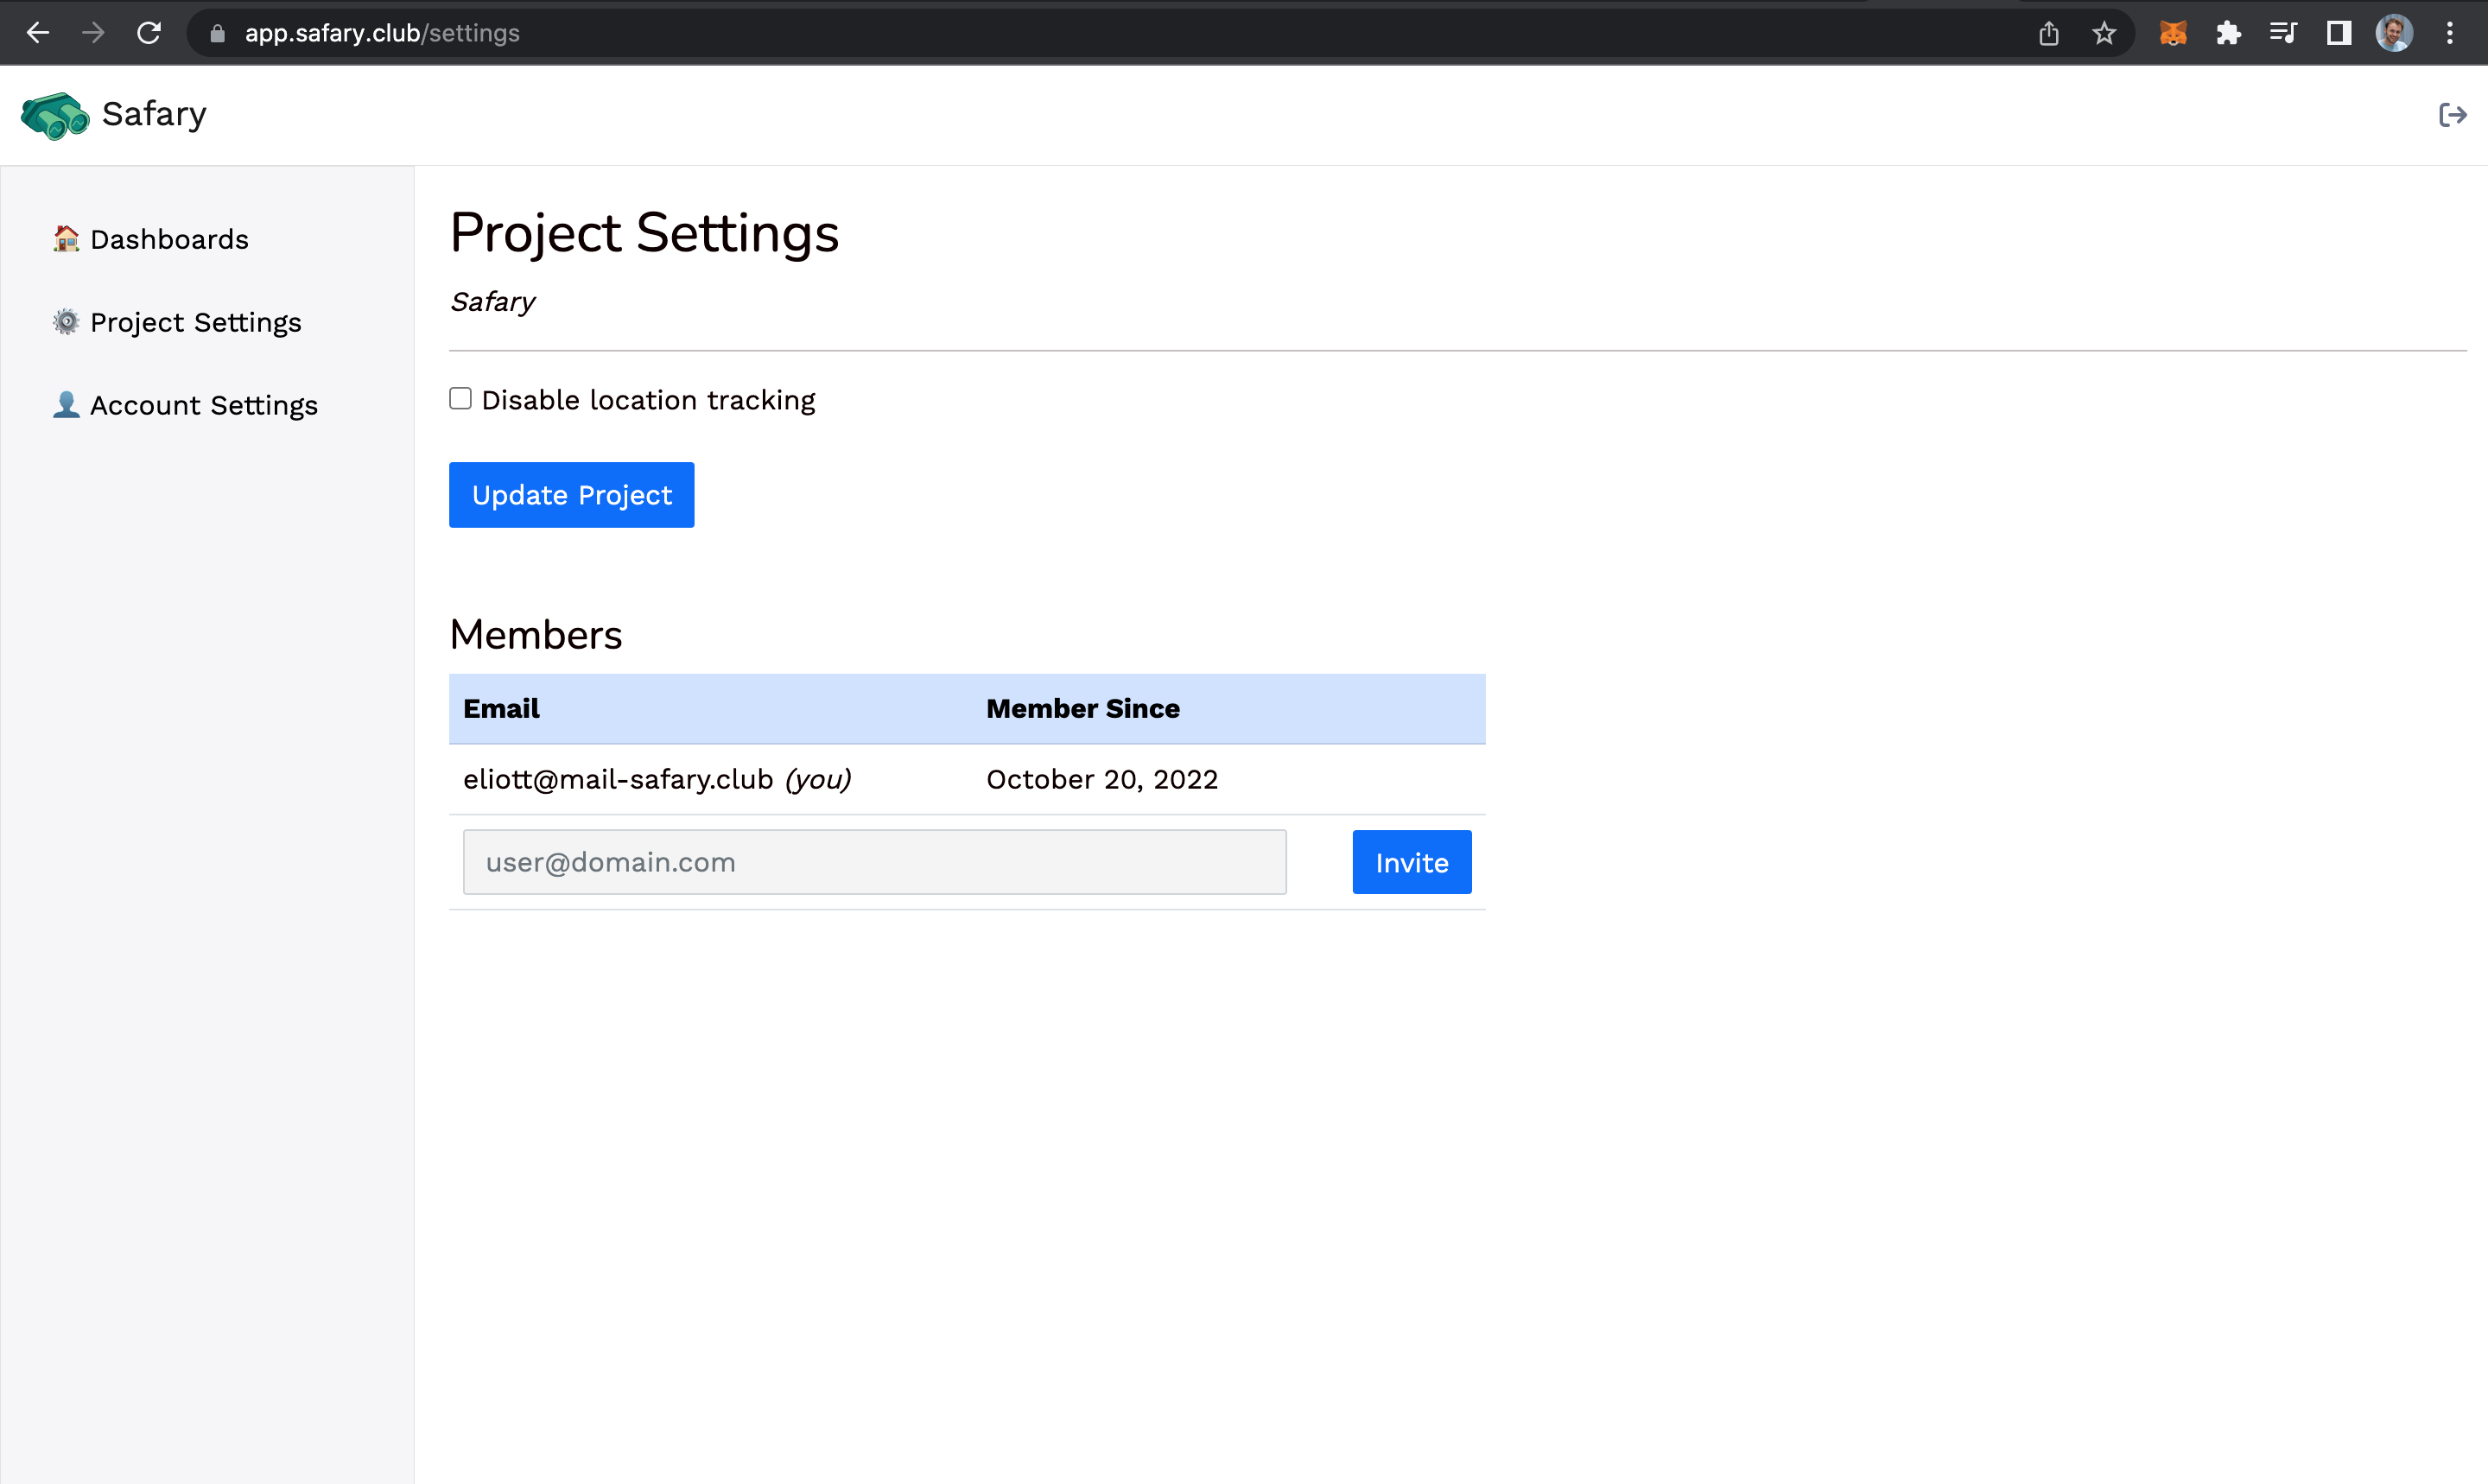 app.safary.club/settings
Safary
Dashboards
Project Settings
Account Settings
Project Settings
Safary
Disable location tracking
Update Project
Members
Email Member Since
eliott@mail-safary.club (you) October 20, 2022
user@domain.com Invite